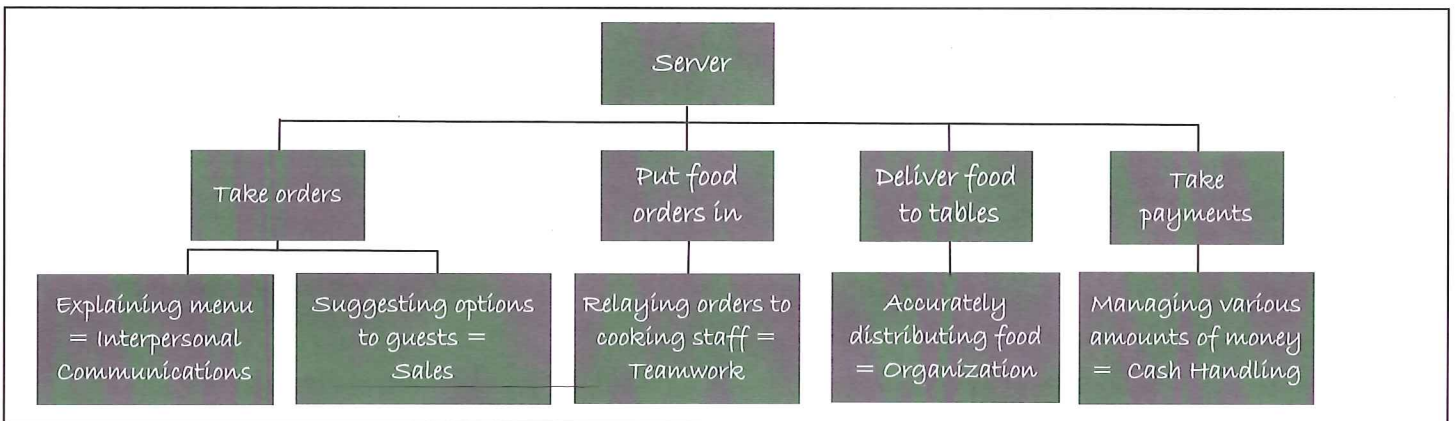 Server
Take orders
Put food
orders in
Deliver food
to tables
Take
payments
Explaining menu
= Interpersonal
Communications
Suggesting options
to guests =
Sales
Relaying orders to
cooking staff =
Teamwork
Accurately
distributing food
= Organization
Managing various
amounts of money
= Cash Handling